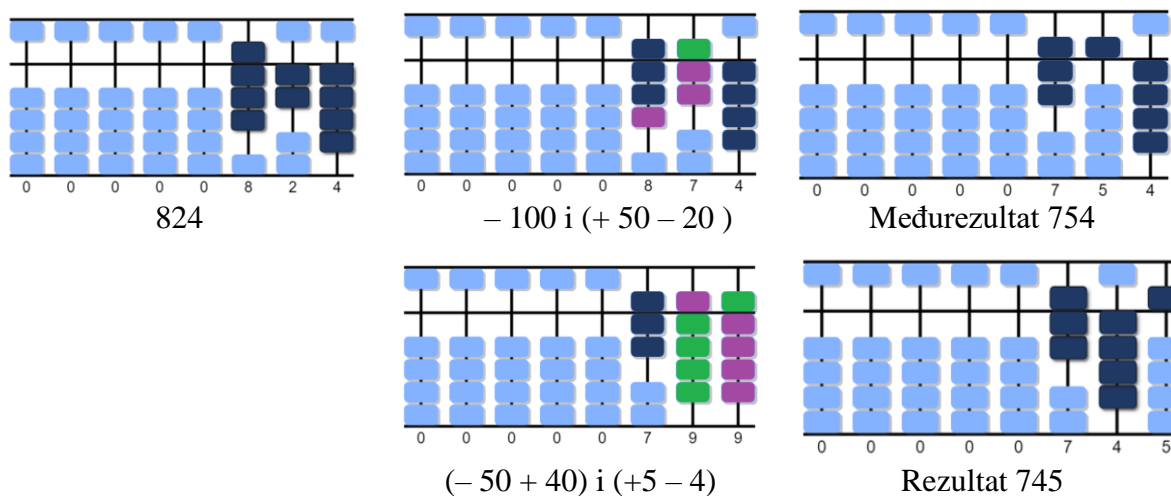 0 0 0 0 0 8 2 4
824
0 0 0 0 0 8 7 4
– 100 i (+ 50 – 20 )
0 0 0 0 0 0 7 5 4
Međurezultat 754
0 0 0 0 0 7 9 9
(– 50 + 40) i (+5 – 4)
0 0 0 0 0 7 4 5
Rezultat 745